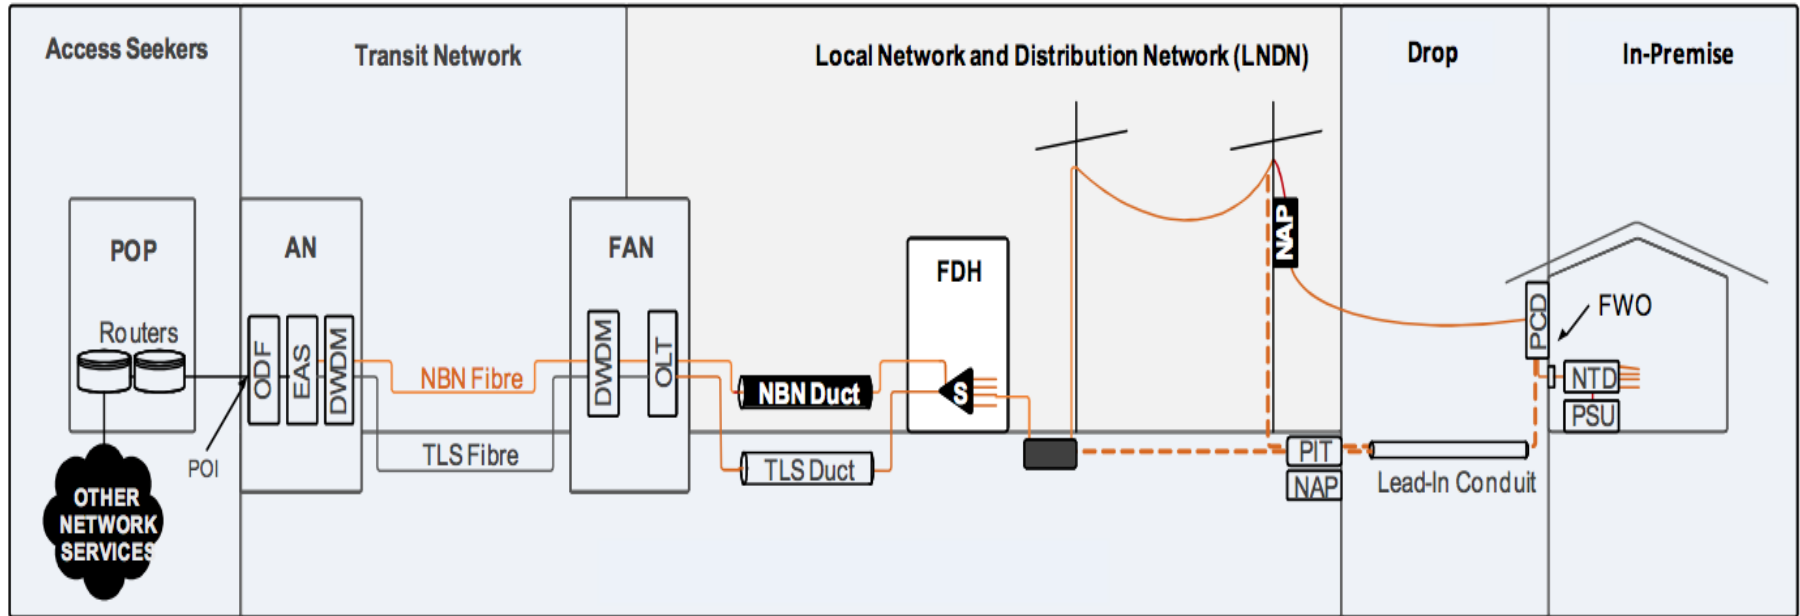 Access Seekers
Transit Network
Local Network and Distribution Network (LNDN)
Drop
In-Premise
POP
Routers
POI
OTHER
NETWORK
SERVICES
AN
ODF
EAS
DWDM
NBN Fibre
TLS Fibre
FAN
DWDM
OLT
NBN Duct
TLS Duct
FDH
S
NAP
PIT
NAP
Lead-In Conduit
PCD
FWO
NTD
PSU